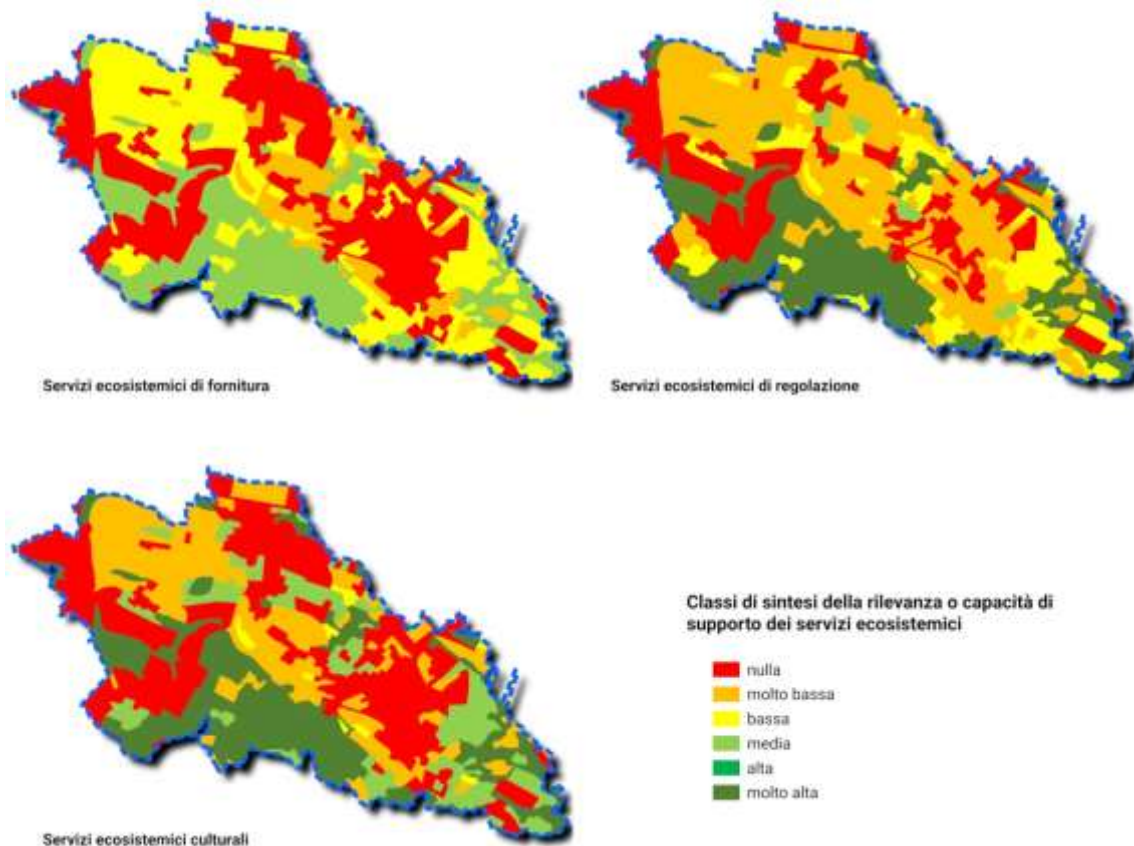 Servizi ecosistemici di fornitura
Servizi ecosistemici di regolazione
Classi di sintesi della rilevanza o capacità di
supporto dei servizi ecosistemici
nulla
molto bassa
bassa
media
alta
molto alta
Servizi ecosistemici culturali